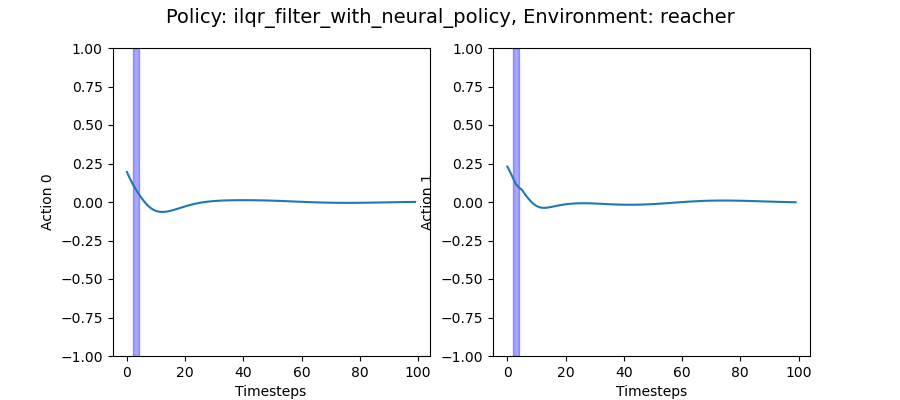 Policy: ilqr_filter_with_neural_policy, Environment: reacher
1.00
0.75
0.50
0.25
0.00
−0.25
−0.50
−0.75
−1.00
Action 0
0 20 40 60 80 100
Timesteps
1.00
0.75
0.50
0.25
0.00
−0.25
−0.50
−0.75
−1.00
Action 1
0 20 40 60 80 100
Timesteps